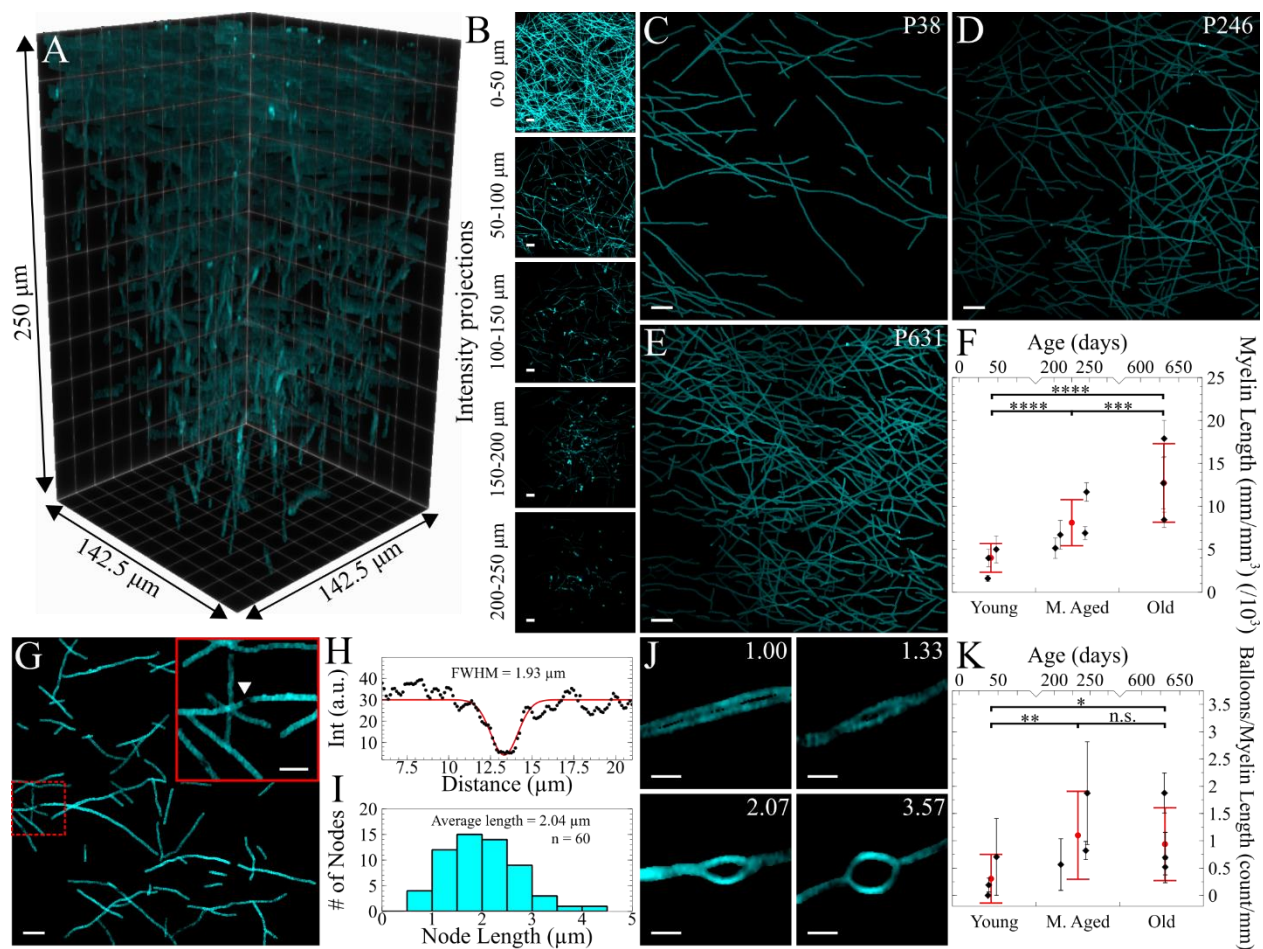 A
250 µm
142.5 µm
142.5 µm
B
Intensity projections
0-50 µm
50-100 µm
100-150 µm
150-200 µm
200-250 µm
C
P38
D
P246
E
P631
F
Age (days)
0 50 200 250 600 650
****
**** ***
25
20
15
10
5
0
Myelin Length (mm/mm³) (/10³)
Young M. Aged Old
G
H
FWHM = 1.93 µm
Int (a.u.)
40
30
20
10
7.5 10.0 12.5 15.0 17.5 20.0
Distance (µm)
I
Average length = 2.04 µm
n = 60
# of Nodes
20
15
10
5
0
0 1 2 3 4 5
Node Length (µm)
J
1.00
1.33
2.07
3.57
K
Age (days)
0 50 200 250 600 650
*
** n.s.
3.5
3
2.5
2
1.5
1
0.5
0
Balloons/Myelin Length (count/mm)
Young M. Aged Old